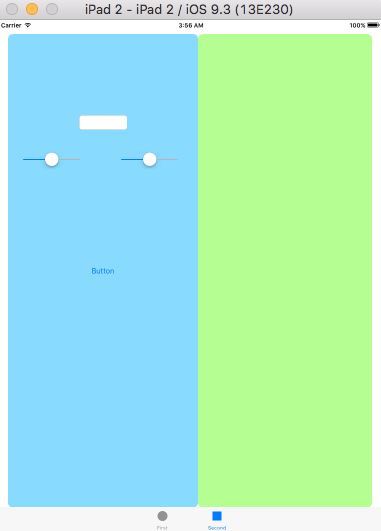 iPad 2 - iPad 2 / iOS 9.3 (13E230)
Carrier 3:56 AM 100%
Button
First Second